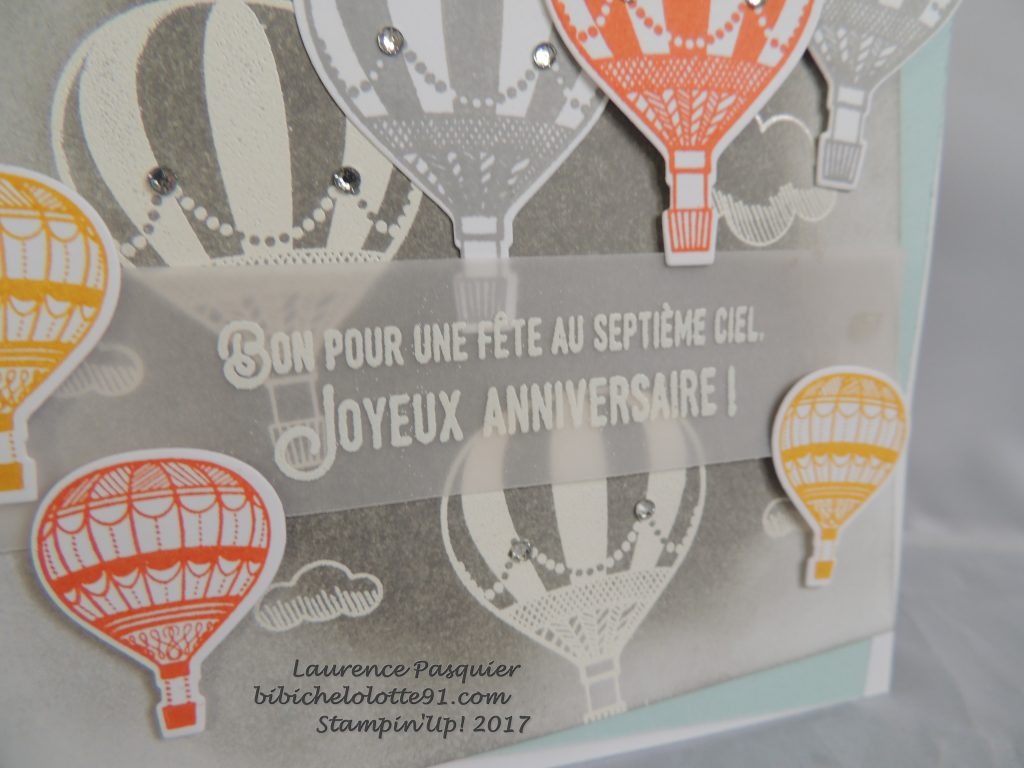 Bon pour une fête au septième ciel.
Joyeux anniversaire !
Laurence Pasquier
bibichelolotte91.com
Stampin'Up! 2017